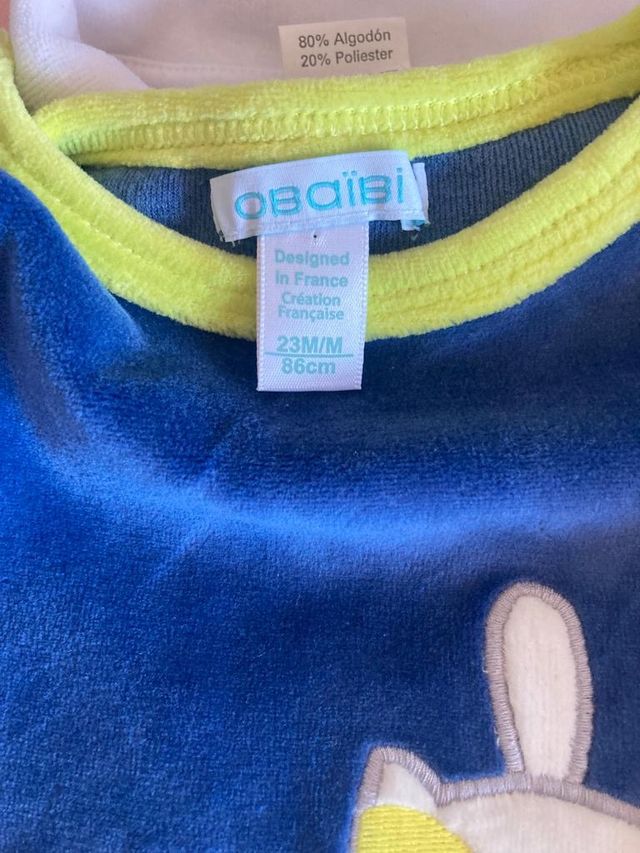 80% Algodón
20% Poliester
OBAÏBI
Designed
in France
Création
Française
23M/M
86cm